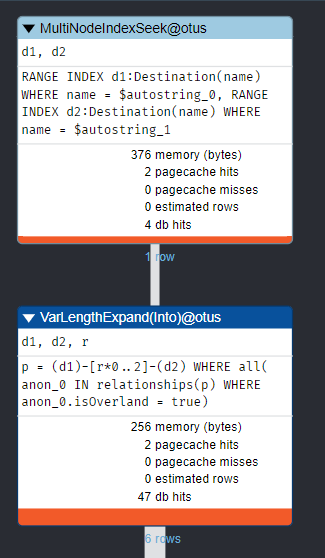 MultiNodeIndexSeek@otus
d1, d2
RANGE INDEX d1:Destination(name)
WHERE name = $autostring_0, RANGE
INDEX d2:Destination(name) WHERE
name = $autostring_1
376 memory (bytes)
2 pagecache hits
0 pagecache misses
0 estimated rows
4 db hits
1 row
VarLengthExpand(Into)@otus
d1, d2, r
p = (d1)-[r*0..2]-(d2) WHERE all(
anon_0 IN relationships(p) WHERE
anon_0.isOverland = true)
256 memory (bytes)
2 pagecache hits
0 pagecache misses
0 estimated rows
47 db hits
6 rows